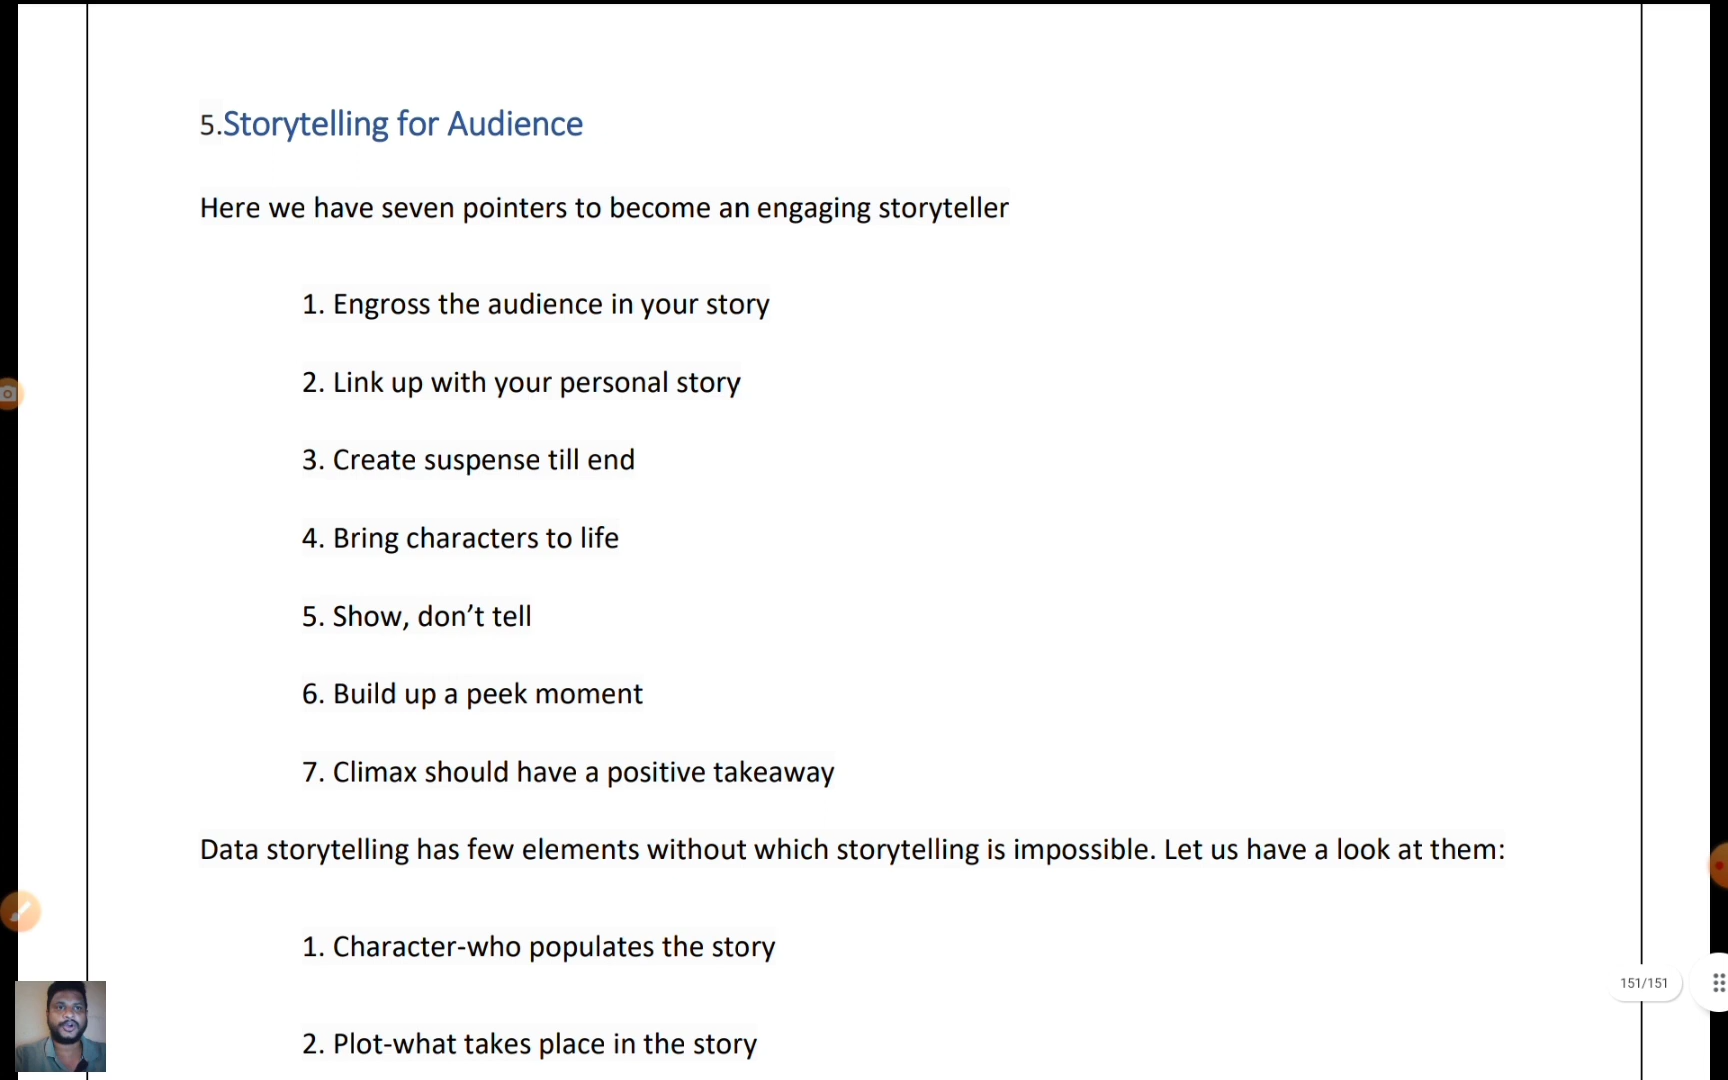 5.Storytelling for Audience
Here we have seven pointers to become an engaging storyteller
1. Engross the audience in your story
2. Link up with your personal story
3. Create suspense till end
4. Bring characters to life
5. Show, don’t tell
6. Build up a peek moment
7. Climax should have a positive takeaway
Data storytelling has few elements without which storytelling is impossible. Let us have a look at them:
1. Character-who populates the story
151/151
2. Plot-what takes place in the story